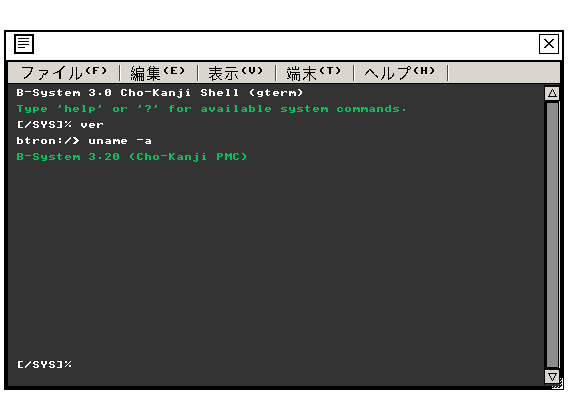 ファイル(F) 編集(E) 表示(V) 端末(T) ヘルプ(H)
B-System 3.0 Cho-Kanji Shell (gterm)
Type 'help' or '?' for available system commands.
[/SYS]% ver
btron:/> uname -a
B-System 3.20 (Cho-Kanji PMC)
[/SYS]%